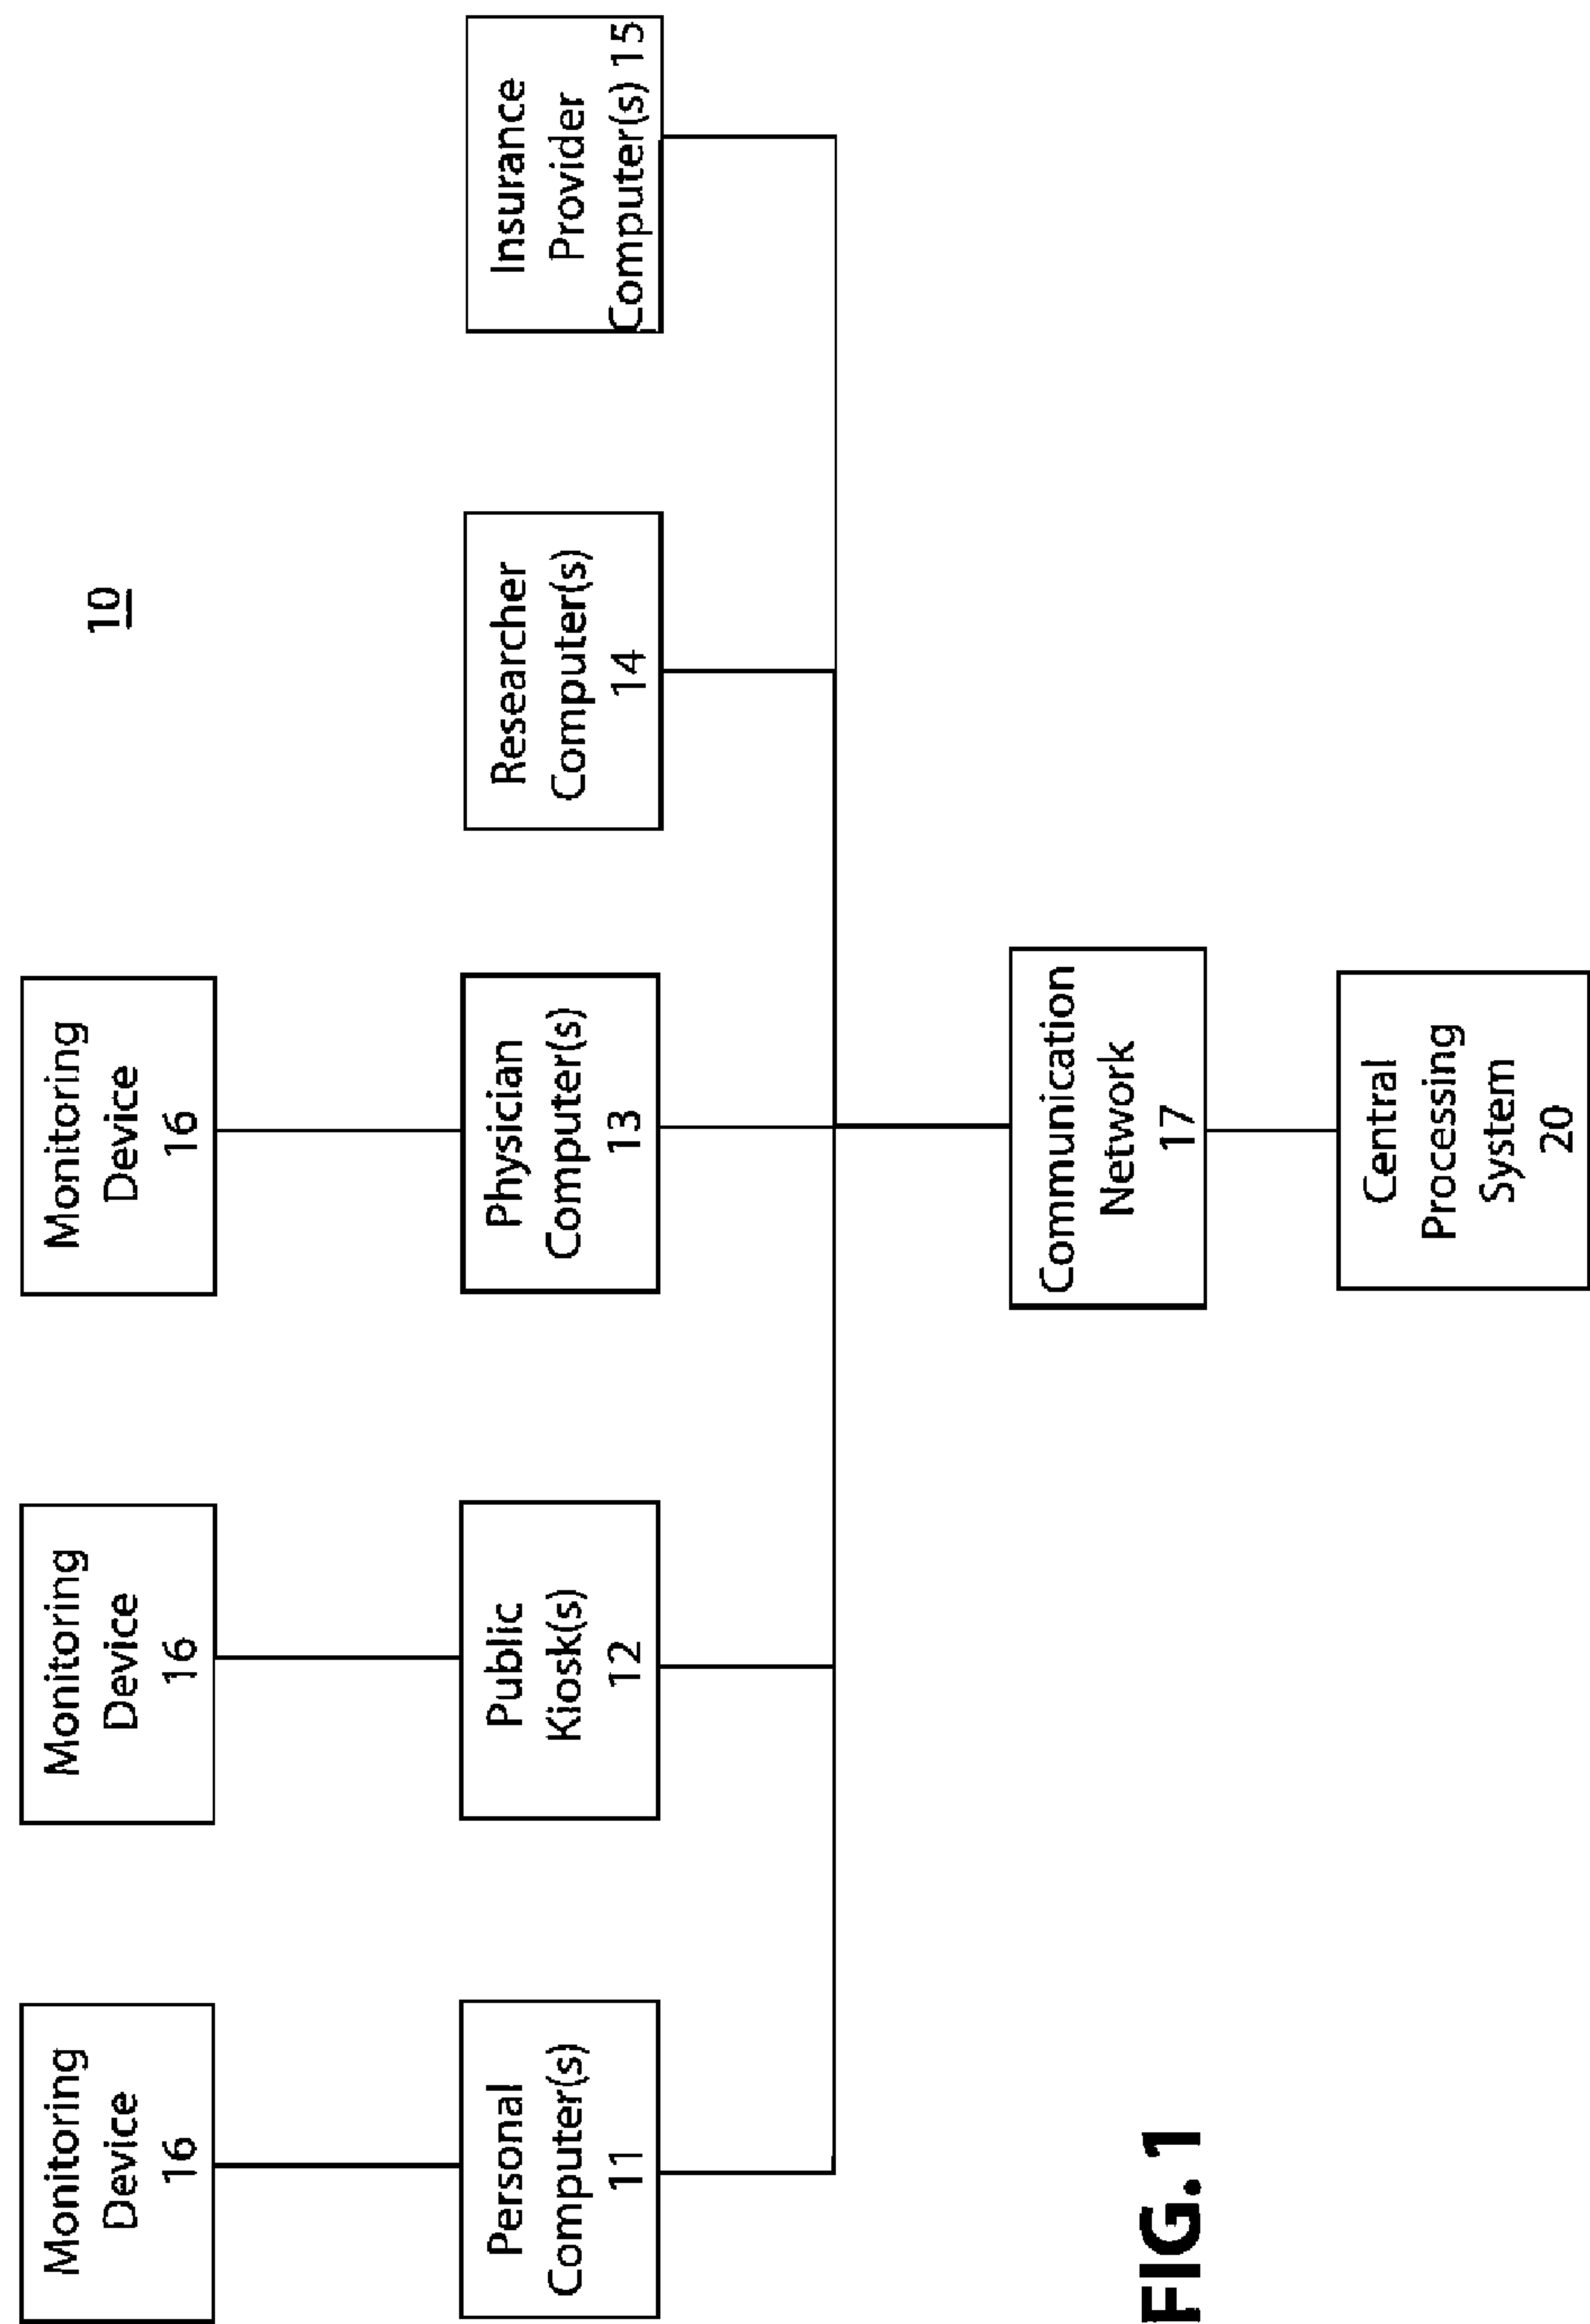 10
Monitoring
Device
16
Monitoring
Device
16
Monitoring
Device
16
Personal
Computer(s)
11
Public
Kiosk(s)
12
Physician
Computer(s)
13
Researcher
Computer(s)
14
Insurance
Provider
Computer(s) 15
Communication
Network
17
Central
Processing
System
20
FIG.1